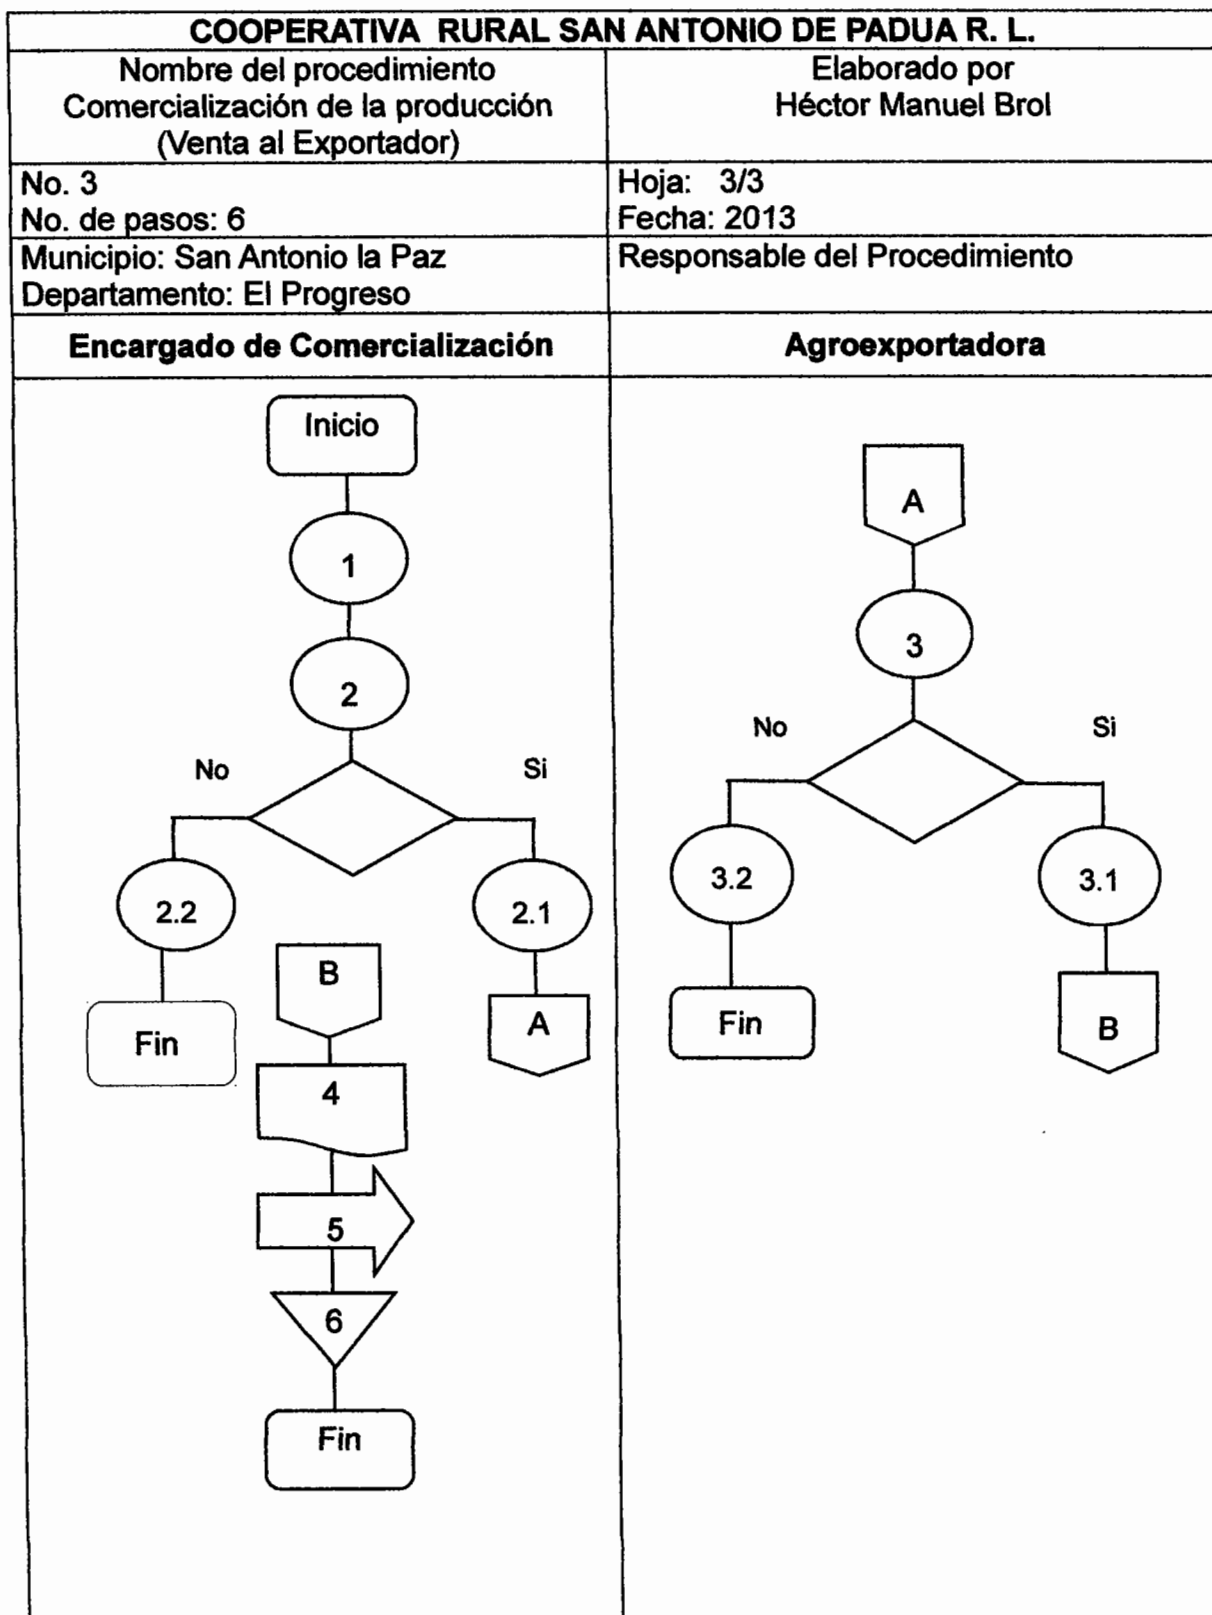 COOPERATIVA RURAL SAN ANTONIO DE PADUA R. L.
Nombre del procedimiento
Comercialización de la producción
(Venta al Exportador)
Elaborado por
Héctor Manuel Brol
No. 3
No. de pasos: 6
Hoja: 3/3
Fecha: 2013
Municipio: San Antonio la Paz
Departamento: El Progreso
Responsable del Procedimiento
Encargado de Comercialización
Agroexportadora
Inicio
1
2
No
Si
2.2
2.1
Fin
A
B
4
5
6
Fin
A
3
No
Si
3.2
3.1
Fin
B